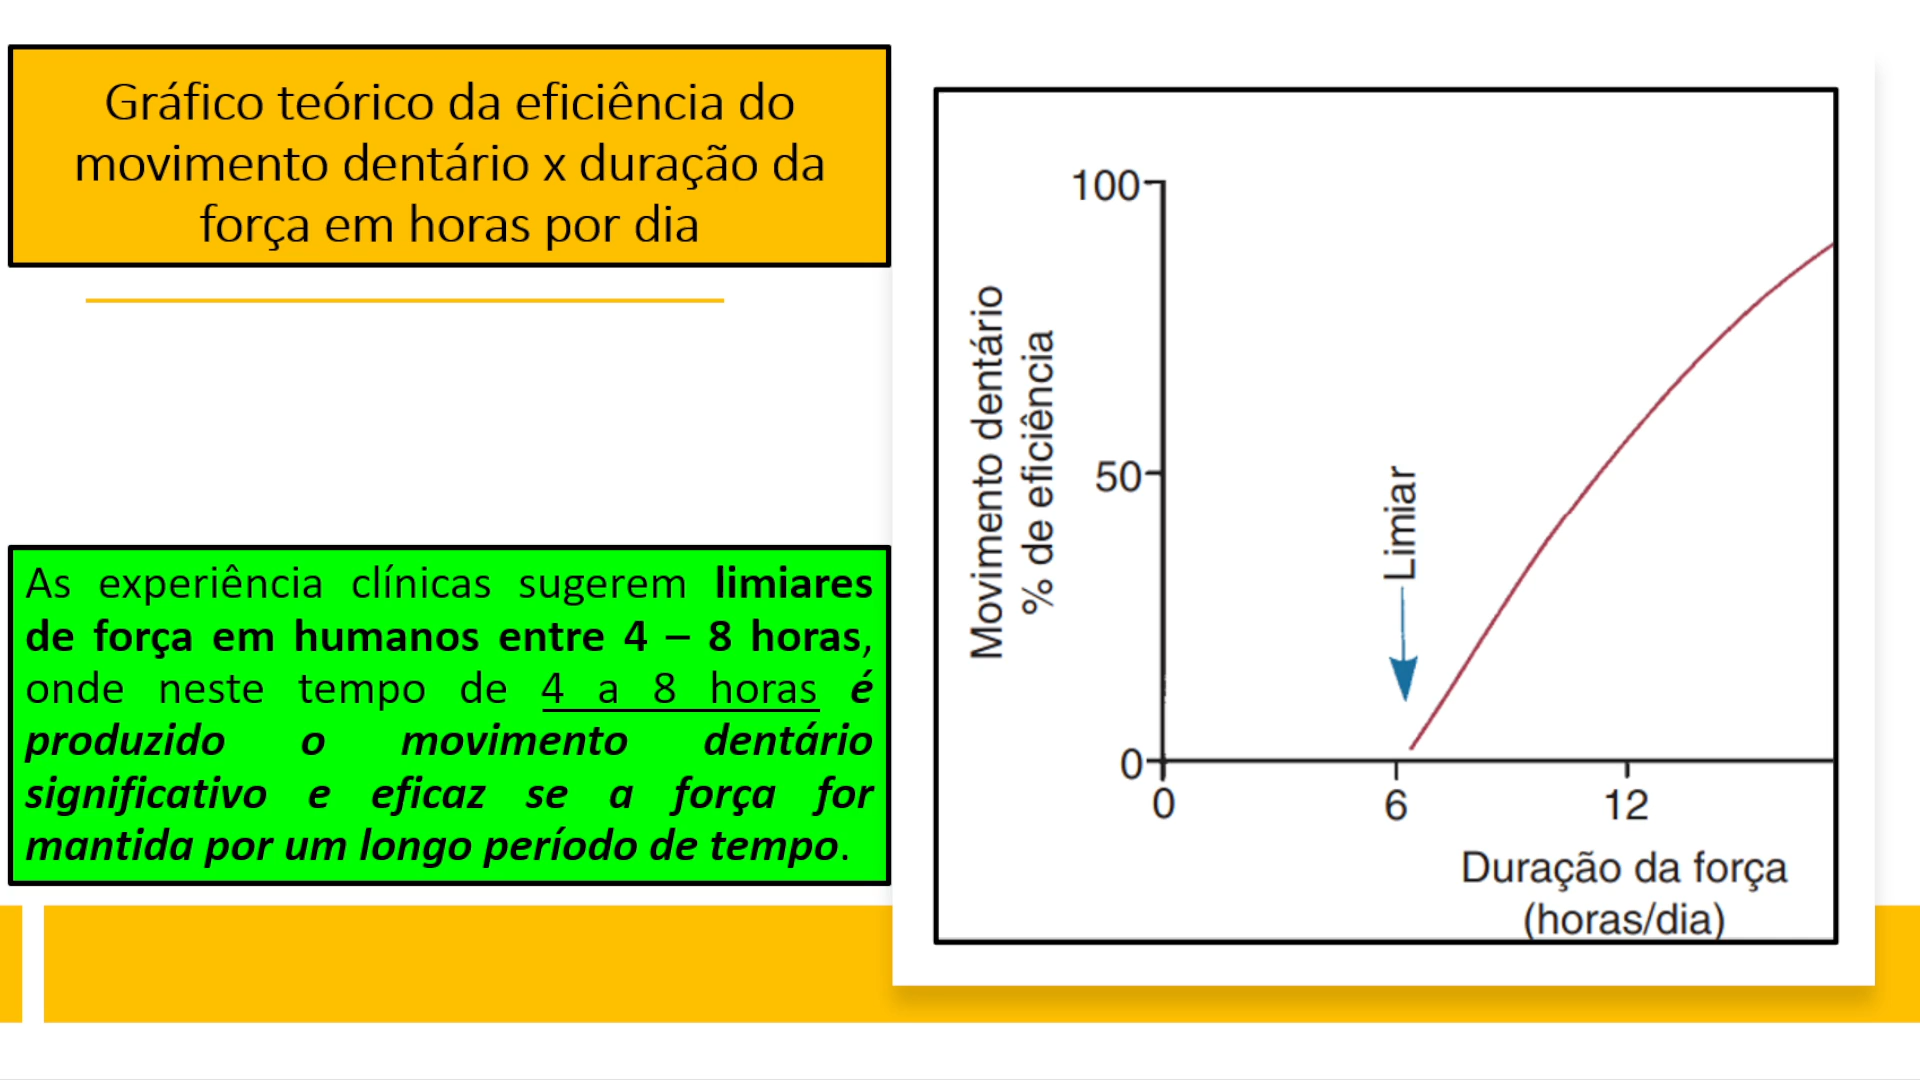 Gráfico teórico da eficiência do
movimento dentário x duração da
força em horas por dia
As experiência clínicas sugerem limiares
de força em humanos entre 4 – 8 horas,
onde neste tempo de 4 a 8 horas é
produzido o movimento dentário
significativo e eficaz se a força for
mantida por um longo período de tempo.
Movimento dentário
% de eficiência
100
50
0
Limiar
0 6 12
Duração da força
(horas/dia)